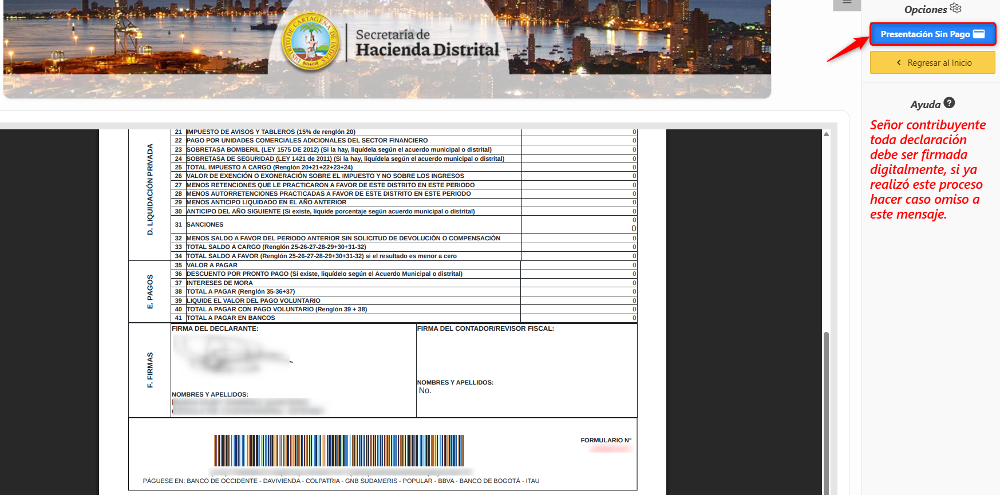 DISTRITO DE CARTAGENA DE INDIAS
Secretaría de
Hacienda Distrital
Opciones
Presentación Sin Pago
Regresar al Inicio
Ayuda ?
Señor contribuyente
toda declaración
debe ser firmada
digitalmente, si ya
realizó este proceso
hacer caso omiso a
este mensaje.
D. LIQUIDACIÓN PRIVADA
21 IMPUESTO DE AVISOS Y TABLEROS (15% de renglón 20) 0
22 PAGO POR UNIDADES COMERCIALES ADICIONALES DEL SECTOR FINANCIERO 0
23 SOBRETASA BOMBERIL (LEY 1575 DE 2012) (Si la hay, liquídela según el acuerdo municipal o distrital) 0
24 SOBRETASA DE SEGURIDAD (LEY 1421 de 2011) (Si la hay, liquídela según el acuerdo municipal o distrital) 0
25 TOTAL IMPUESTO A CARGO (Renglón 20+21+22+23+24) 0
26 VALOR DE EXENCIÓN O EXONERACIÓN SOBRE EL IMPUESTO Y NO SOBRE LOS INGRESOS 0
27 MENOS RETENCIONES QUE LE PRACTICARON A FAVOR DE ESTE DISTRITO EN ESTE PERIODO 0
28 MENOS AUTORRETENCIONES PRACTICADAS A FAVOR DE ESTE DISTRITO EN ESTE PERIODO 0
29 MENOS ANTICIPO LIQUIDADO EN EL AÑO ANTERIOR 0
30 ANTICIPO DEL AÑO SIGUIENTE (Si existe, liquide porcentaje según acuerdo municipal o distrital) 0
31 SANCIONES 0
0
32 MENOS SALDO A FAVOR DEL PERIODO ANTERIOR SIN SOLICITUD DE DEVOLUCIÓN O COMPENSACIÓN 0
33 TOTAL SALDO A CARGO (Renglón 25-26-27-28-29+30+31-32) 0
34 TOTAL SALDO A FAVOR (Renglón 25-26-27-28-29+30+31-32) si el resultado es menor a cero 0
E. PAGOS
35 VALOR A PAGAR 0
36 DESCUENTO POR PRONTO PAGO (Si existe, liquídelo según el Acuerdo Municipal o distrital) 0
37 INTERESES DE MORA 0
38 TOTAL A PAGAR (Renglón 35-36+37) 0
39 LIQUIDE EL VALOR DEL PAGO VOLUNTARIO 0
40 TOTAL A PAGAR CON PAGO VOLUNTARIO (Renglón 39 + 38) 0
41 TOTAL A PAGAR EN BANCOS 0
F. FIRMAS
FIRMA DEL DECLARANTE:
NOMBRES Y APELLIDOS:
FIRMA DEL CONTADOR/REVISOR FISCAL:
NOMBRES Y APELLIDOS:
No.
FORMULARIO N°
PÁGUESE EN: BANCO DE OCCIDENTE - DAVIVIENDA - COLPATRIA - GNB SUDAMERIS - POPULAR - BBVA - BANCO DE BOGOTÁ - ITAU